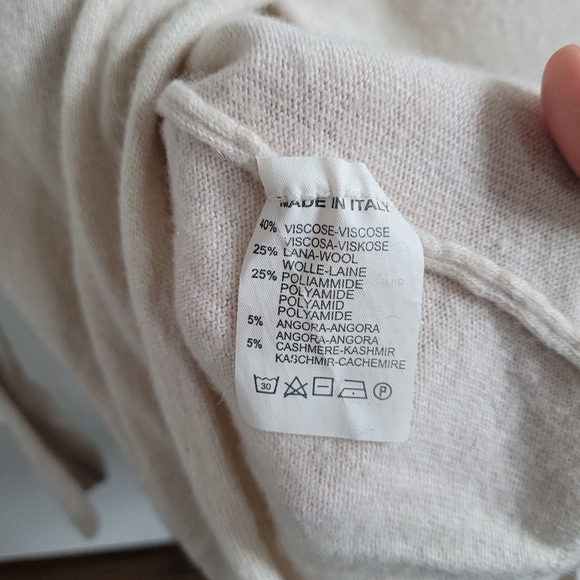 MADE IN ITALY
40% VISCOSE-VISCOSE
VISCOSA-VISKOSE
25% LANA-WOOL
WOLLE-LAINE
25% POLIAMMIDE
POLYAMIDE
POLYAMID
POLYAMIDE
5% ANGORA-ANGORA
ANGORA-ANGORA
5% CASHMERE-KASHMIR
KASCHMIR-CACHEMIRE
30 P